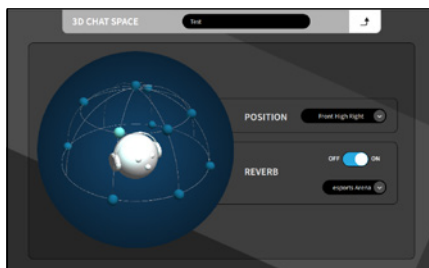 3D CHAT SPACE
Test
POSITION
Front High Right
OFF
ON
REVERB
esports Arena